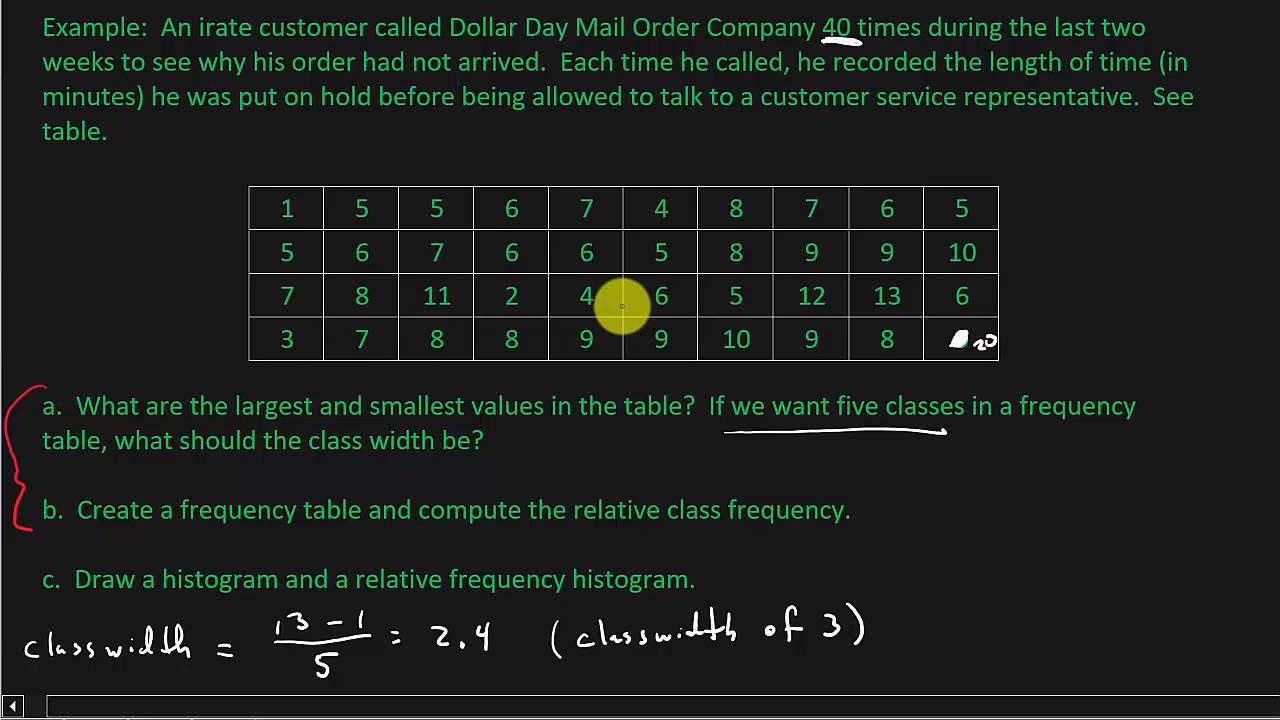 Example: An irate customer called Dollar Day Mail Order Company 40 times during the last two
weeks to see why his order had not arrived. Each time he called, he recorded the length of time (in
minutes) he was put on hold before being allowed to talk to a customer service representative. See
table.
1 5 5 6 7 4 8 7 6 5
5 6 7 6 6 5 8 9 9 10
7 8 11 2 4 6 5 12 13 6
3 7 8 8 9 9 10 9 8
a. What are the largest and smallest values in the table? If we want five classes in a frequency
table, what should the class width be?
b. Create a frequency table and compute the relative class frequency.
c. Draw a histogram and a relative frequency histogram.
classwidth = 13 - 1 / 5 = 2.4 (classwidth of 3)